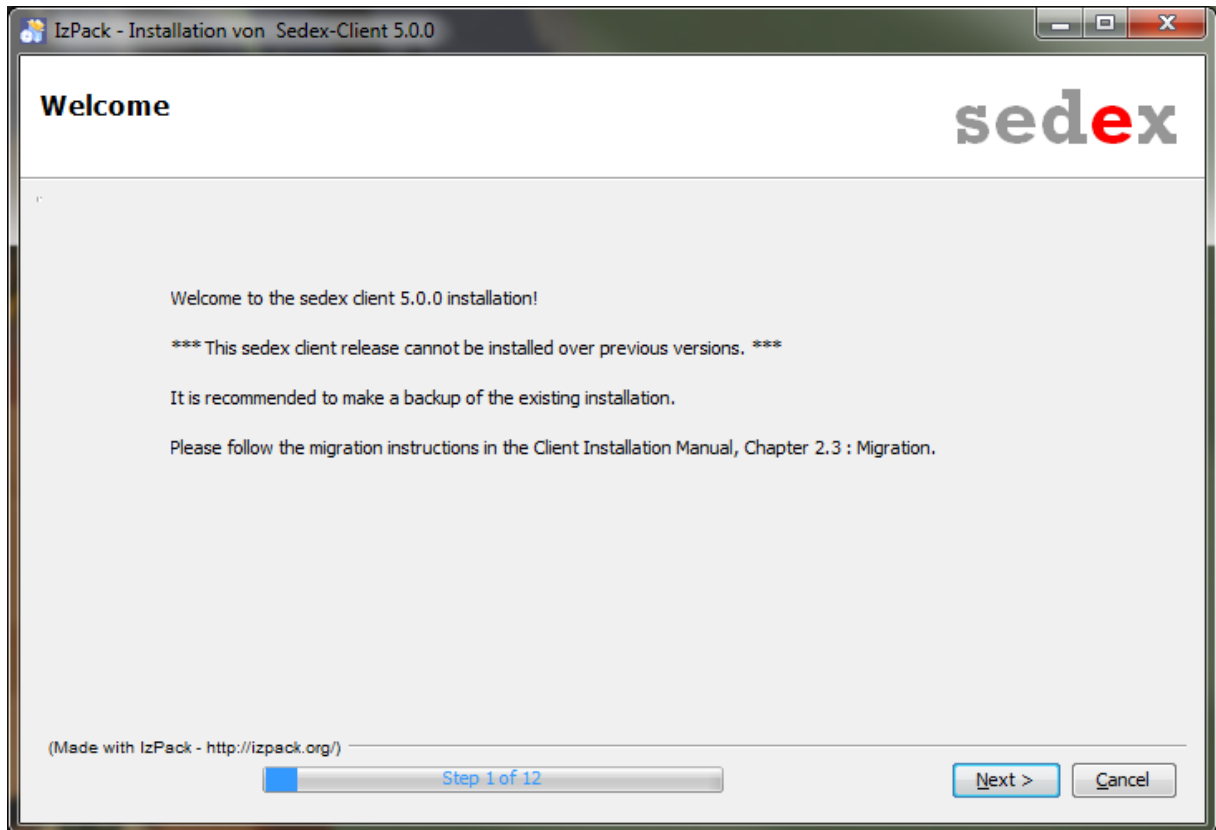 IzPack - Installation von  Sedex-Client 5.0.0
Welcome
sedex
Welcome to the sedex client 5.0.0 installation!
*** This sedex client release cannot be installed over previous versions. ***
It is recommended to make a backup of the existing installation.
Please follow the migration instructions in the Client Installation Manual, Chapter 2.3 : Migration.
(Made with IzPack - http://izpack.org/)
Step 1 of 12
Next >
Cancel